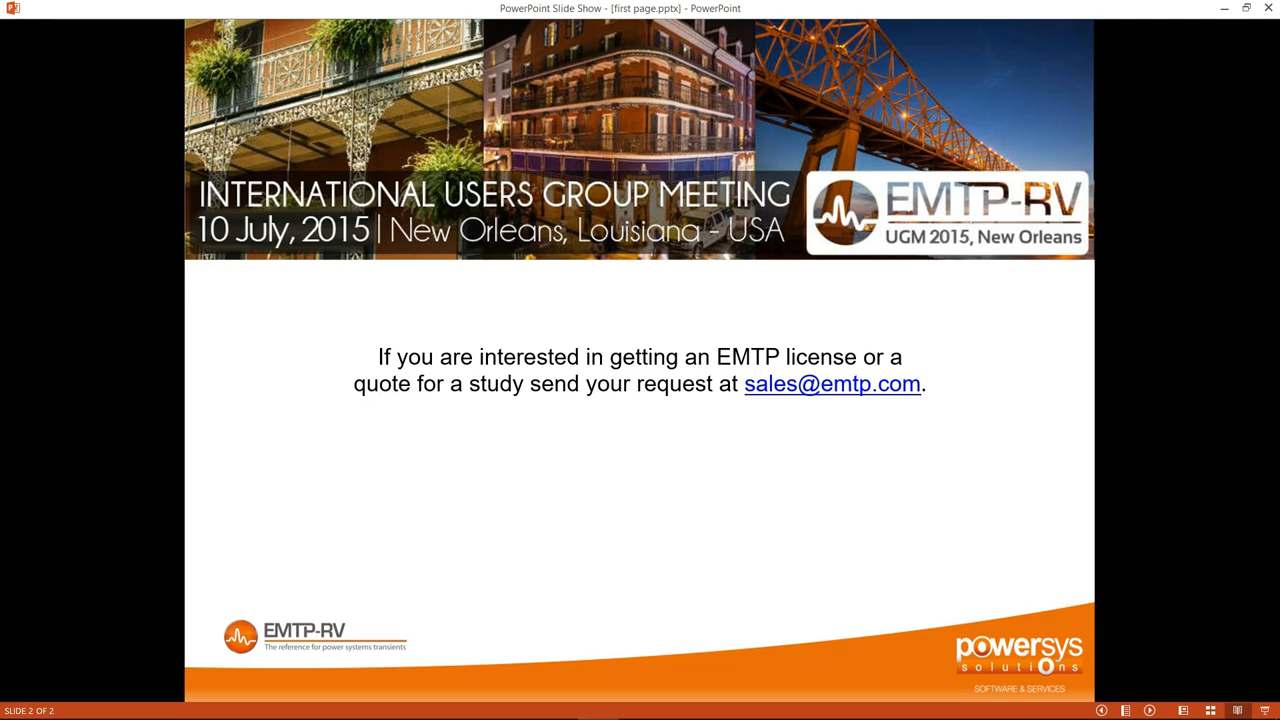 PowerPoint Slide Show - [first page.pptx] - PowerPoint
INTERNATIONAL USERS GROUP MEETING
10 July, 2015 | New Orleans, Louisiana - USA
EMTP-RV
UGM 2015, New Orleans
If you are interested in getting an EMTP license or a
quote for a study send your request at sales@emtp.com.
EMTP-RV
The reference for power systems transients
powersys
solutions
SOFTWARE & SERVICES
SLIDE 2 OF 2